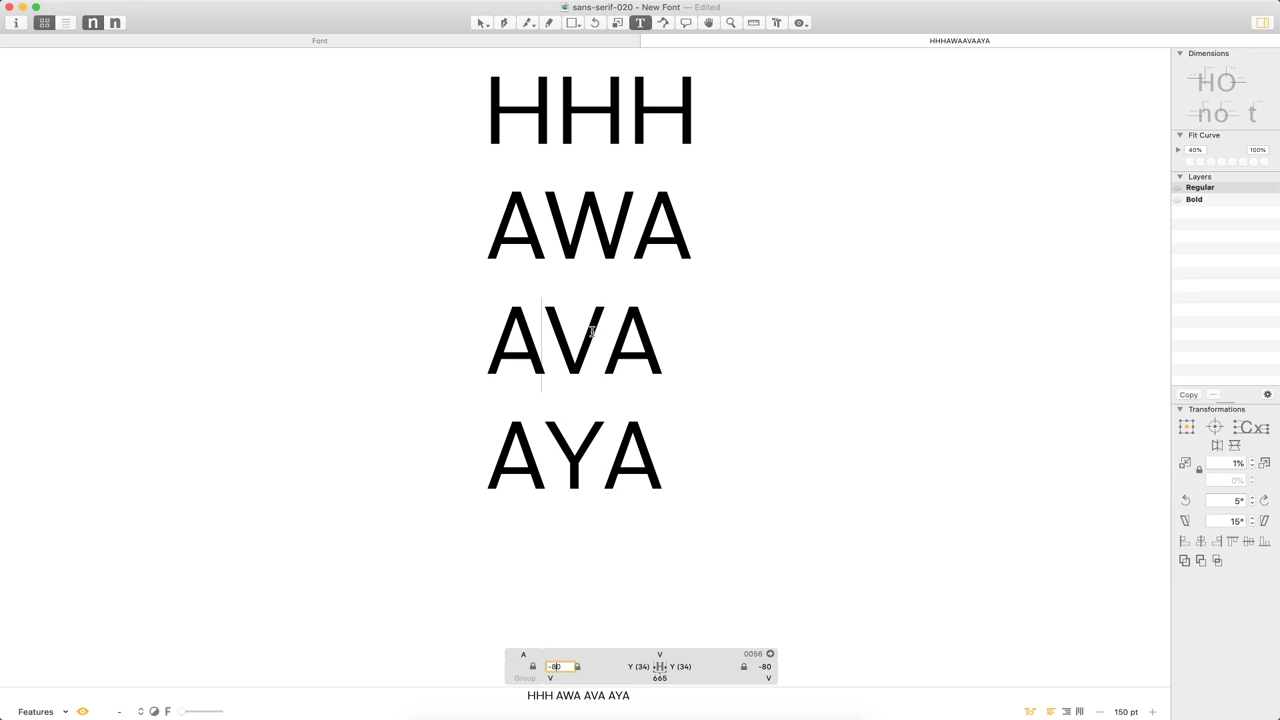 sans-serif-020 - New Font — Edited
Font
HHHAWAAVAAYA
HHH
AWA
AVA
AYA
Dimensions
HO
no t
Fit Curve
40% 100%
Layers
Regular
Bold
Copy
Transformations
1%
0%
5°
15°
A V 0056
-80 Y (34) H Y (34) -80
Group V 665 V
HHH AWA AVA AYA
Features - F 150 pt